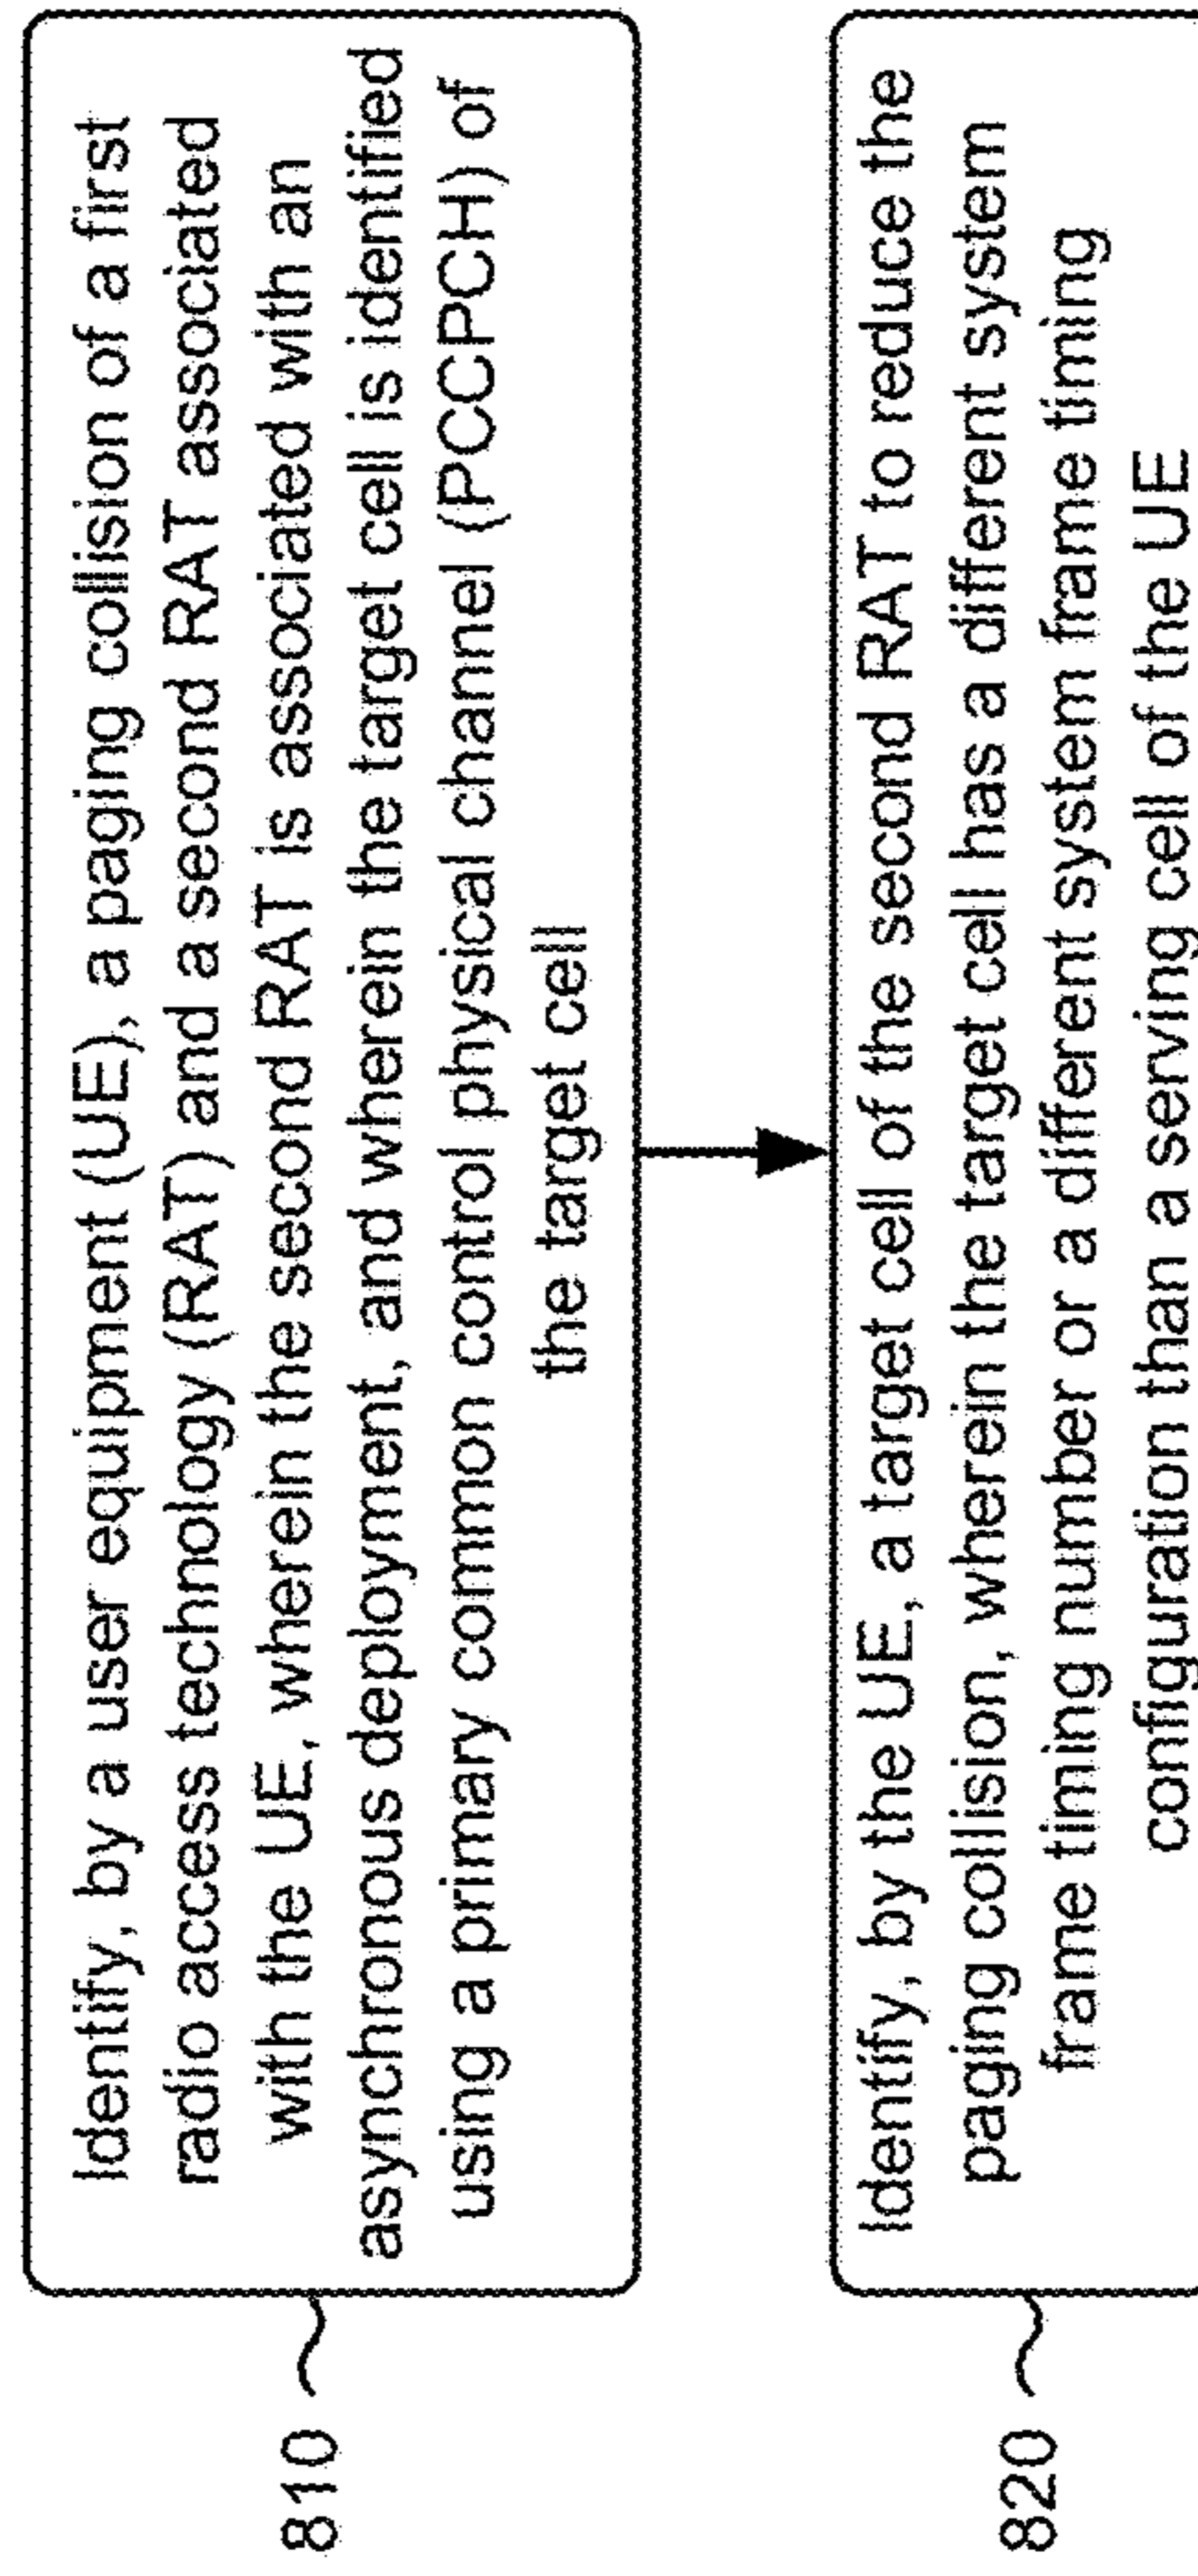 810
Identify, by a user equipment (UE), a paging collision of a first
radio access technology (RAT) and a second RAT associated
with the UE, wherein the second RAT is associated with an
asynchronous deployment, and wherein the target cell is identified
using a primary common control physical channel (PCCPCH) of
the target cell
820
Identify, by the UE, a target cell of the second RAT to reduce the
paging collision, wherein the target cell has a different system
frame timing number or a different system frame timing
configuration than a serving cell of the UE